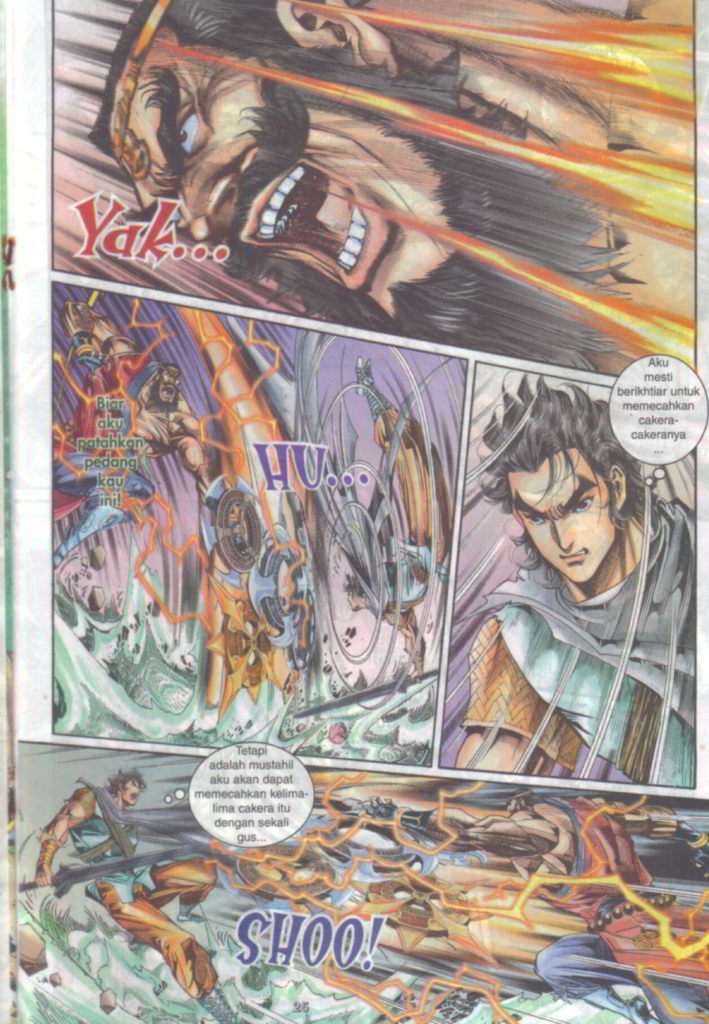 Yak...
Biar
aku
patahkan
pedang
kau
ini!
HU...
Aku
mesti
berikhtiar untuk
memecahkan
cakera-
cakeranya
...
Tetapi
adalah mustahil
aku akan dapat
memecahkan kelima-
lima cakera itu
dengan sekali
gus...
SHOO!
25